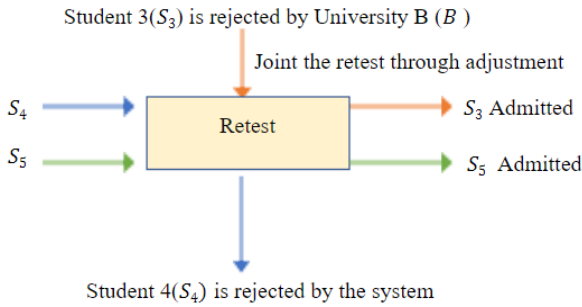 Student 3(S₃) is rejected by University B (B )
Joint the retest through adjustment
S₄
Retest
S₃ Admitted
S₅
S₅ Admitted
Student 4(S₄) is rejected by the system